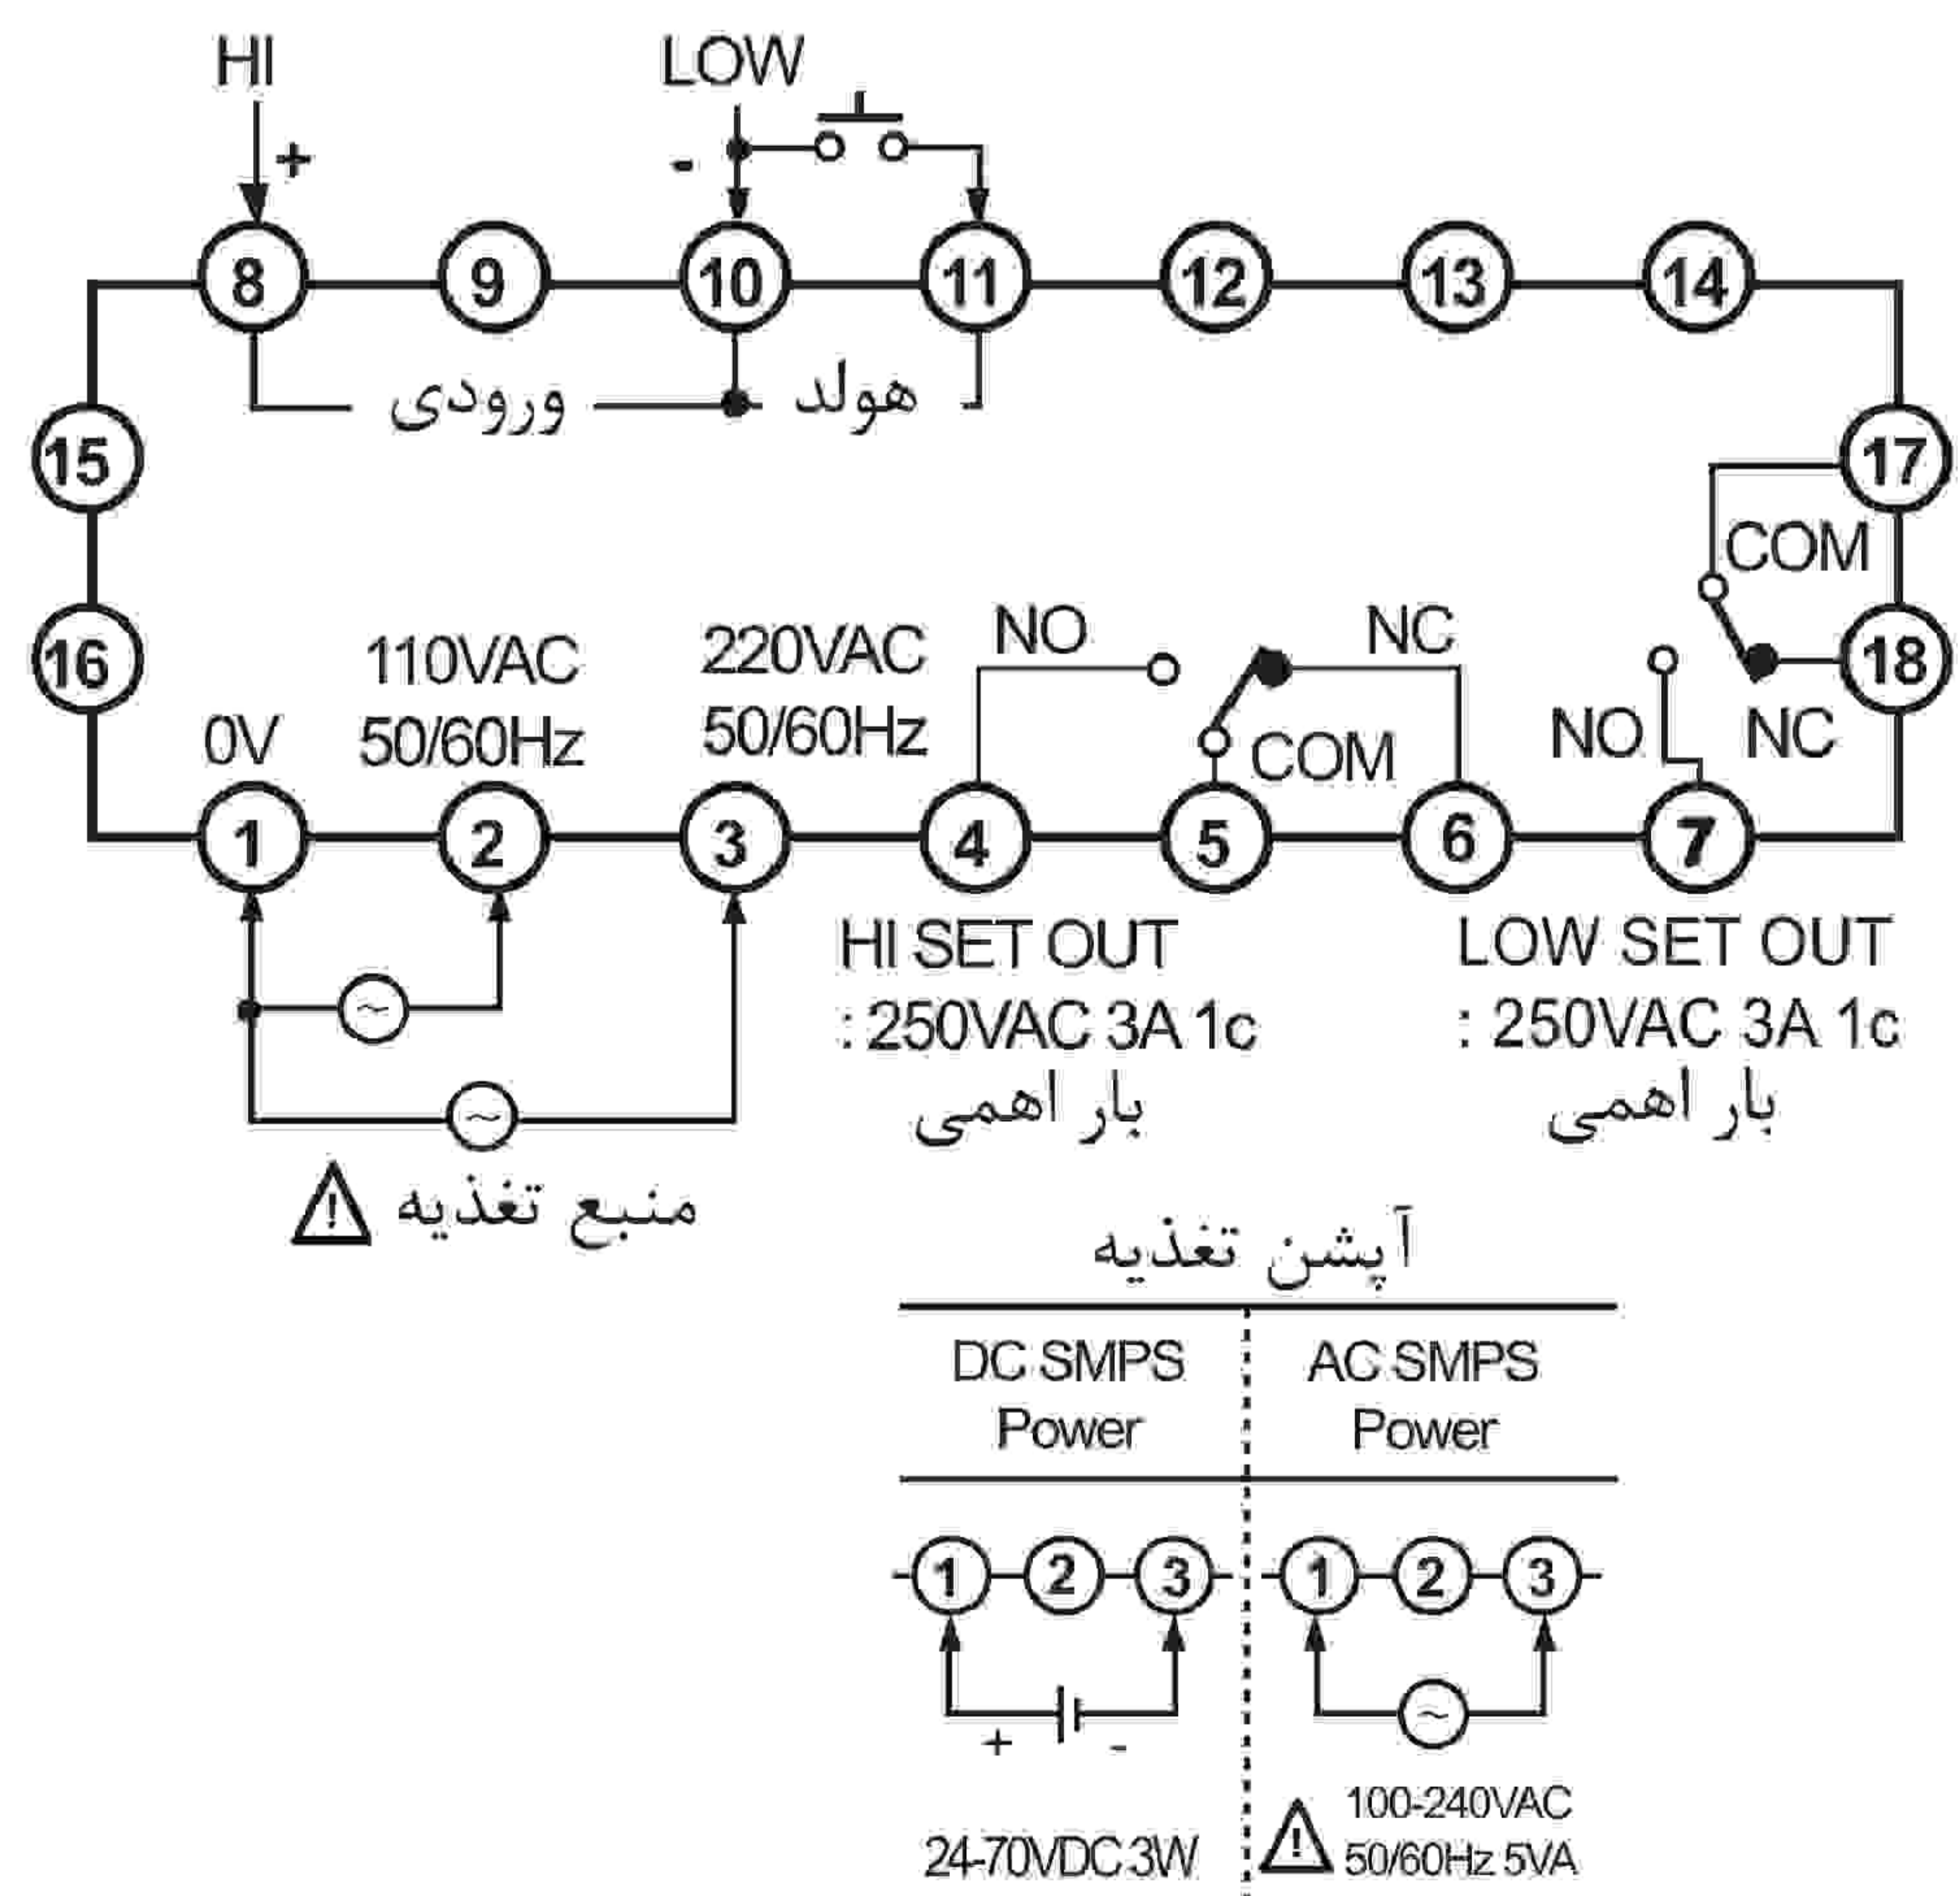 HI
LOW
+
-
8
9
10
11
12
13
14
ورودی
هولد
15
17
COM
16
18
110VAC
50/60Hz
220VAC
50/60Hz
0V
NO
NC
COM
NO
NC
1
2
3
4
5
6
7
~
~
HI SET OUT
: 250VAC 3A 1c
بار اهمی
LOW SET OUT
: 250VAC 3A 1c
بار اهمی
! منبع تغذیه
آپشن تغذیه
DC SMPS
Power
AC SMPS
Power
1
2
3
1
2
3
+
-
~
24-70VDC 3W
!
100-240VAC
50/60Hz 5VA